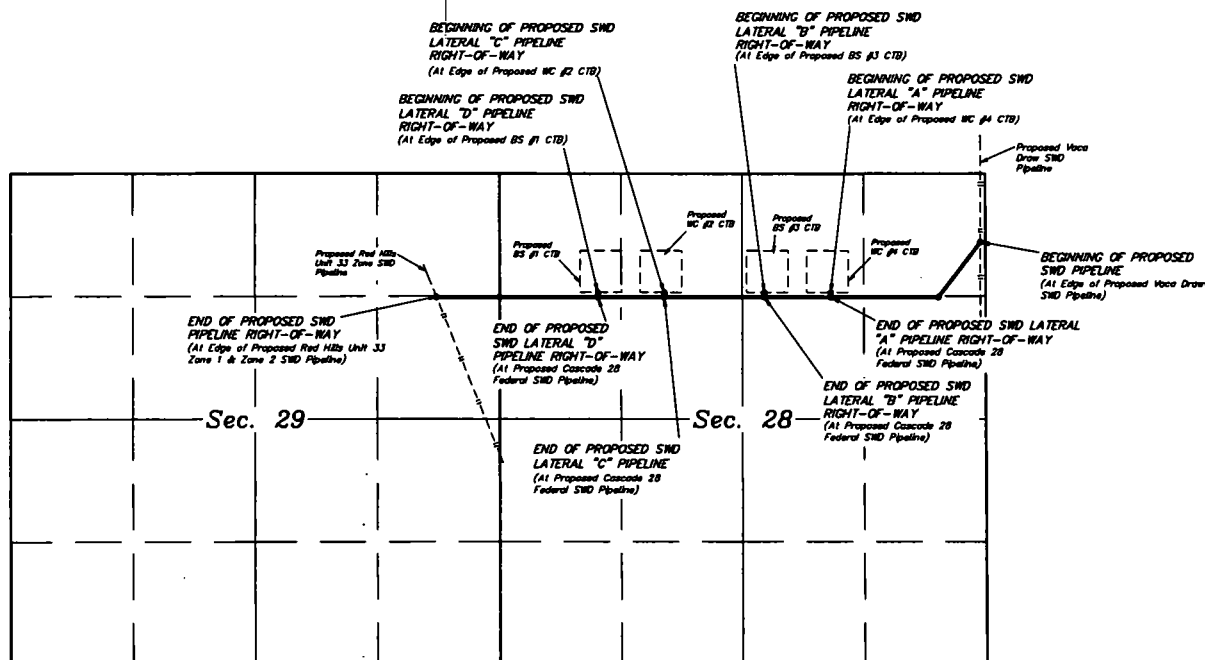 BEGINNING OF PROPOSED SWD
LATERAL "C" PIPELINE
RIGHT-OF-WAY
(At Edge of Proposed WC #2 CTB)
BEGINNING OF PROPOSED SWD
LATERAL "B" PIPELINE
RIGHT-OF-WAY
(At Edge of Proposed BS #3 CTB)
BEGINNING OF PROPOSED SWD
LATERAL "D" PIPELINE
RIGHT-OF-WAY
(At Edge of Proposed BS #1 CTB)
BEGINNING OF PROPOSED SWD
LATERAL "A" PIPELINE
RIGHT-OF-WAY
(At Edge of Proposed WC #4 CTB)
Proposed Vaca
Draw SWD
Pipeline
Proposed Red Hills
Unit 33 Zone SWD
Pipeline
Proposed
BS #1 CTB
Proposed
WC #2 CTB
Proposed
BS #3 CTB
Proposed
WC #4 CTB
BEGINNING OF PROPOSED
SWD PIPELINE
(At Edge of Proposed Vaca Draw
SWD Pipeline)
END OF PROPOSED SWD
PIPELINE RIGHT-OF-WAY
(At Edge of Proposed Red Hills Unit 33
Zone 1 & Zone 2 SWD Pipeline)
END OF PROPOSED
SWD LATERAL "D"
PIPELINE RIGHT-OF-WAY
(At Proposed Cascade 28
Federal SWD Pipeline)
END OF PROPOSED SWD LATERAL
"A" PIPELINE RIGHT-OF-WAY
(At Proposed Cascade 28
Federal SWD Pipeline)
END OF PROPOSED SWD
LATERAL "B" PIPELINE
RIGHT-OF-WAY
(At Proposed Cascade 28
Federal SWD Pipeline)
Sec. 29
Sec. 28
END OF PROPOSED SWD
LATERAL "C" PIPELINE
(At Proposed Cascade 28
Federal SWD Pipeline)